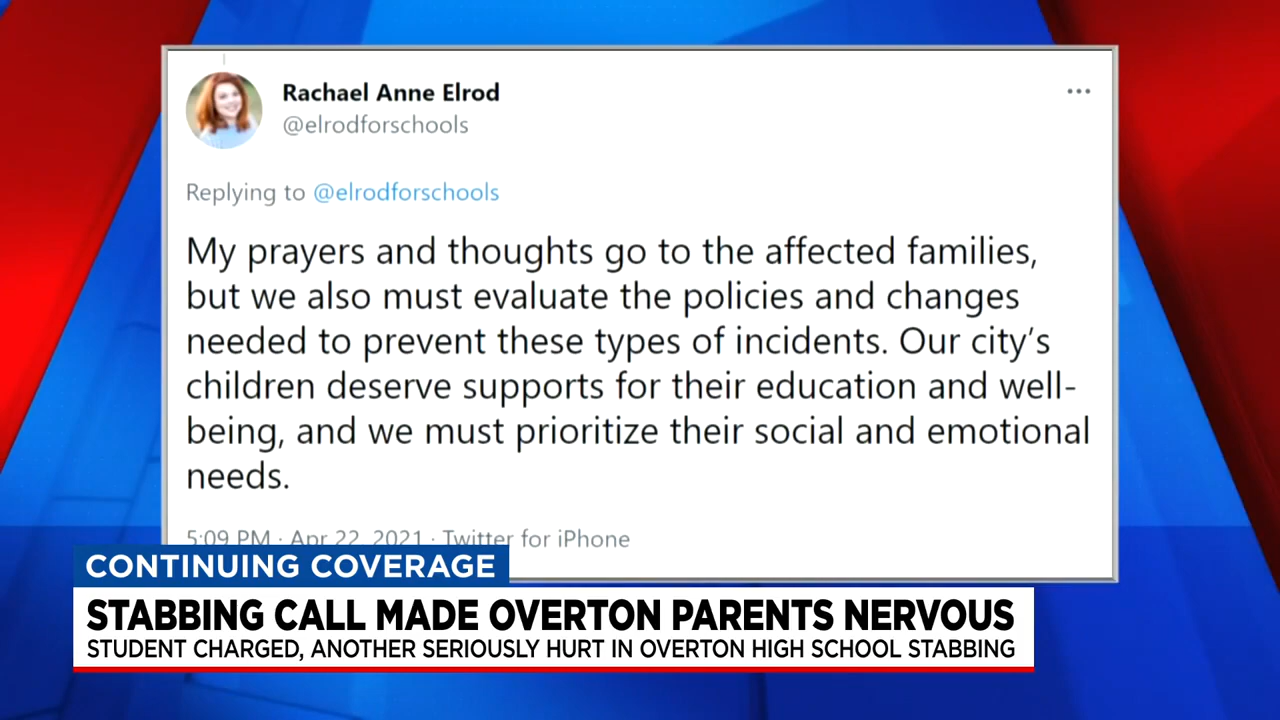 Rachael Anne Elrod
@elrodforschools
Replying to @elrodforschools
My prayers and thoughts go to the affected families,
but we also must evaluate the policies and changes
needed to prevent these types of incidents. Our city’s
children deserve supports for their education and well-
being, and we must prioritize their social and emotional
needs.
5:09 PM · Apr 22, 2021 · Twitter for iPhone
CONTINUING COVERAGE
STABBING CALL MADE OVERTON PARENTS NERVOUS
STUDENT CHARGED, ANOTHER SERIOUSLY HURT IN OVERTON HIGH SCHOOL STABBING